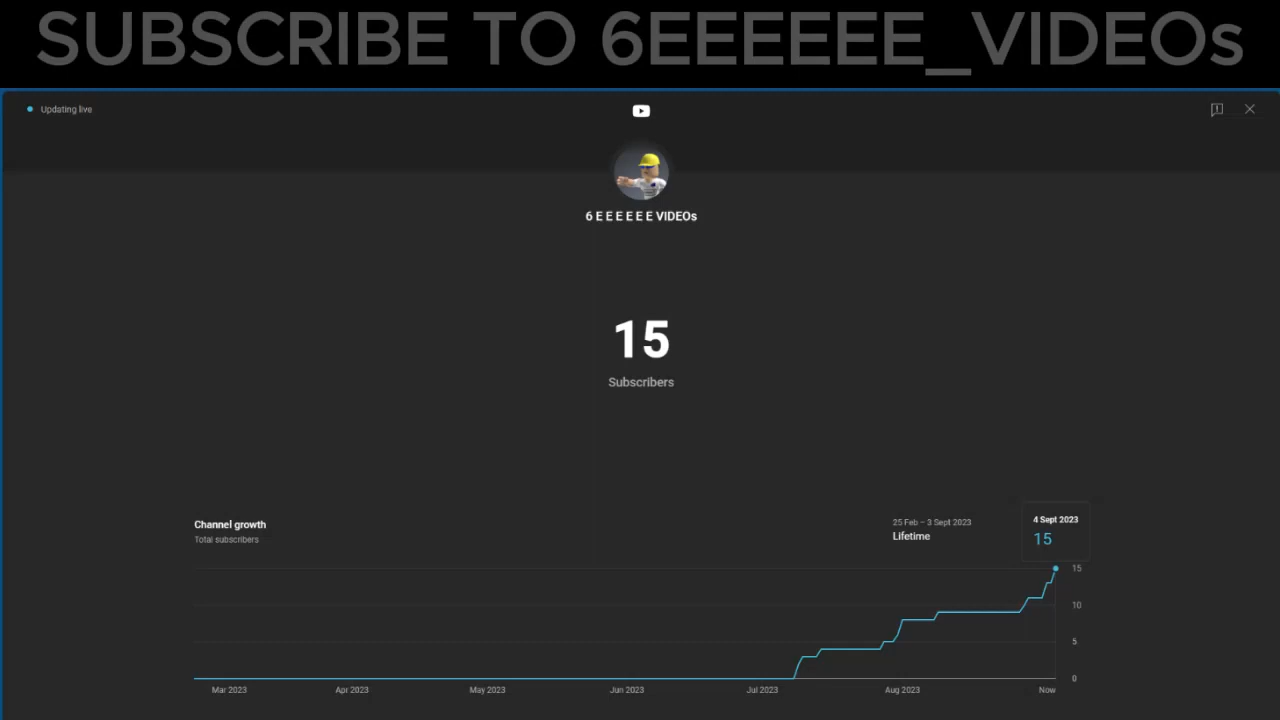 SUBSCRIBE TO 6EEEEEE_VIDEOs
Updating live
6 E E E E E E VIDEOs
15
Subscribers
Channel growth
Total subscribers
25 Feb – 3 Sept 2023
Lifetime
4 Sept 2023
15
15
10
5
0
Mar 2023
Apr 2023
May 2023
Jun 2023
Jul 2023
Aug 2023
Now